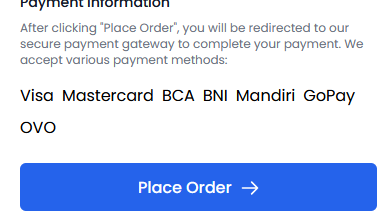 Payment Information
After clicking "Place Order", you will be redirected to our
secure payment gateway to complete your payment. We
accept various payment methods:
Visa Mastercard BCA BNI Mandiri GoPay
OVO
Place Order →